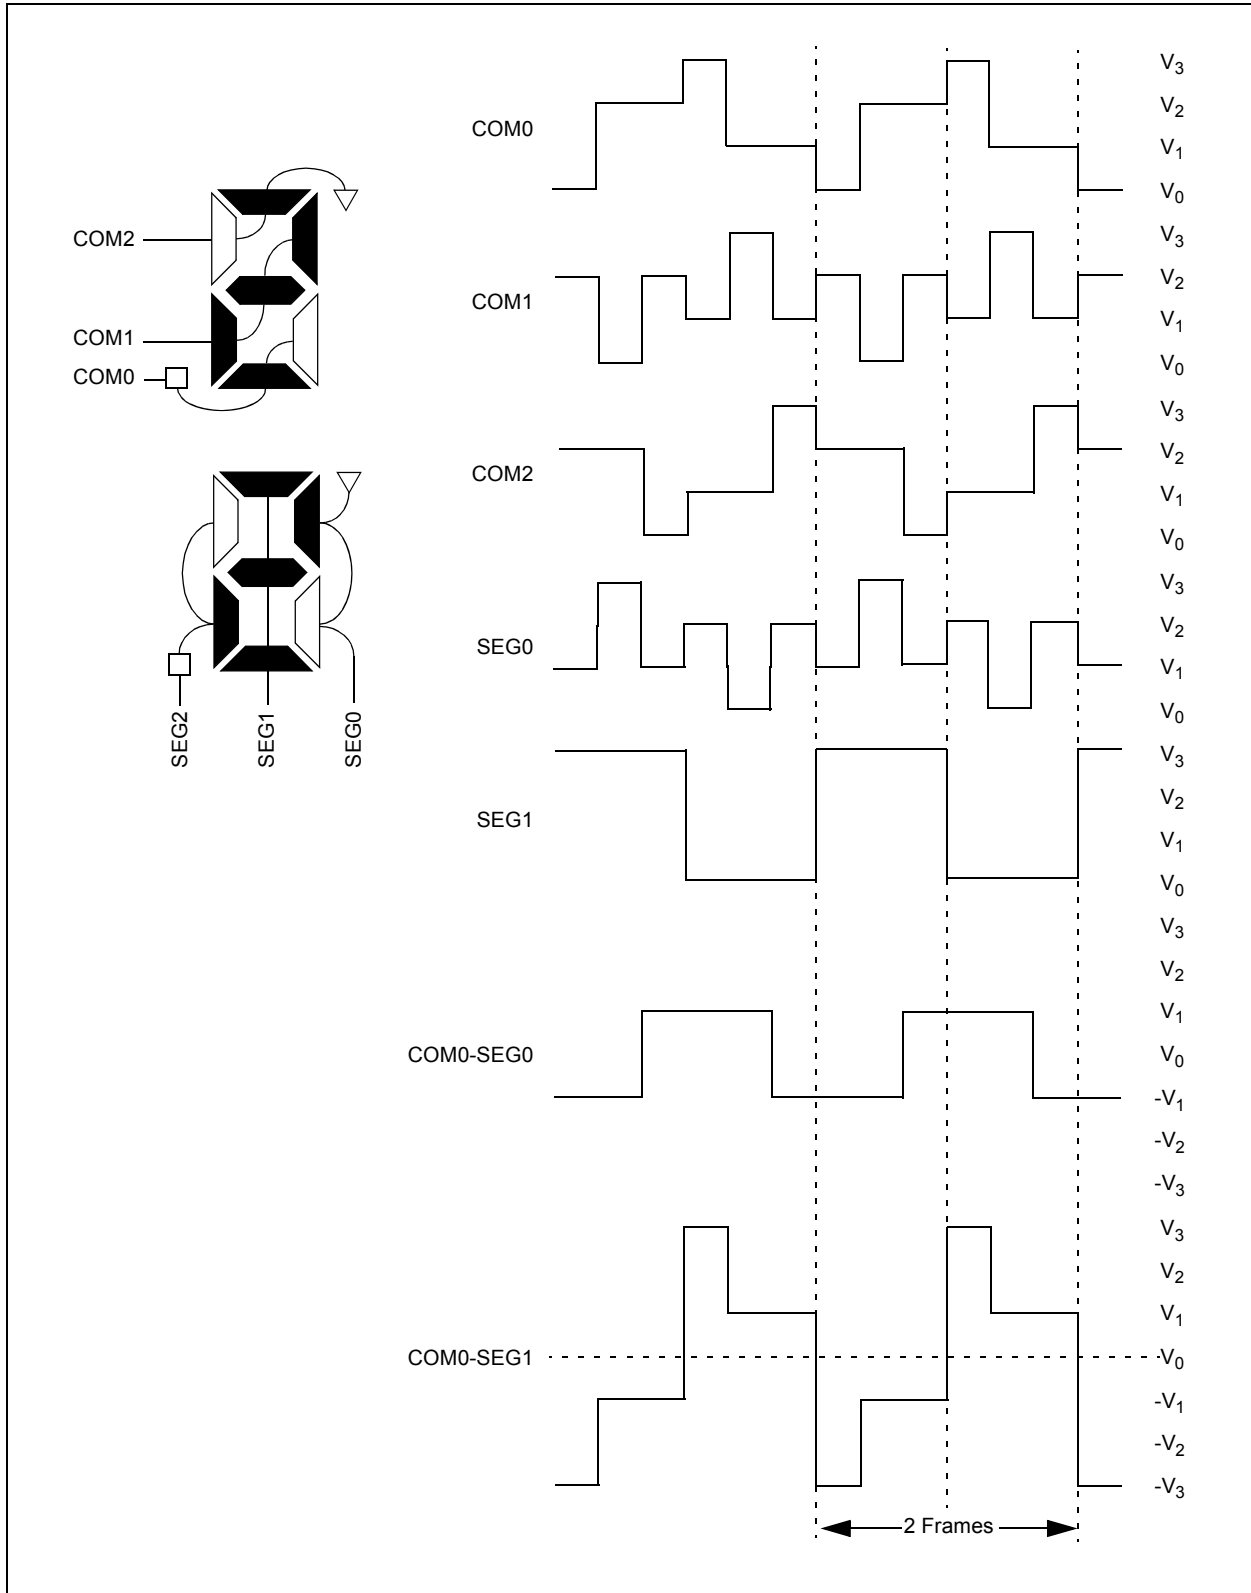 COM2
COM1
COM0
SEG2
SEG1
SEG0
COM0
V3
V2
V1
V0
COM1
V3
V2
V1
V0
COM2
V3
V2
V1
V0
SEG0
V3
V2
V1
V0
SEG1
V3
V2
V1
V0
COM0-SEG0
V3
V2
V1
V0
-V1
-V2
-V3
COM0-SEG1
V3
V2
V1
V0
-V1
-V2
-V3
2 Frames